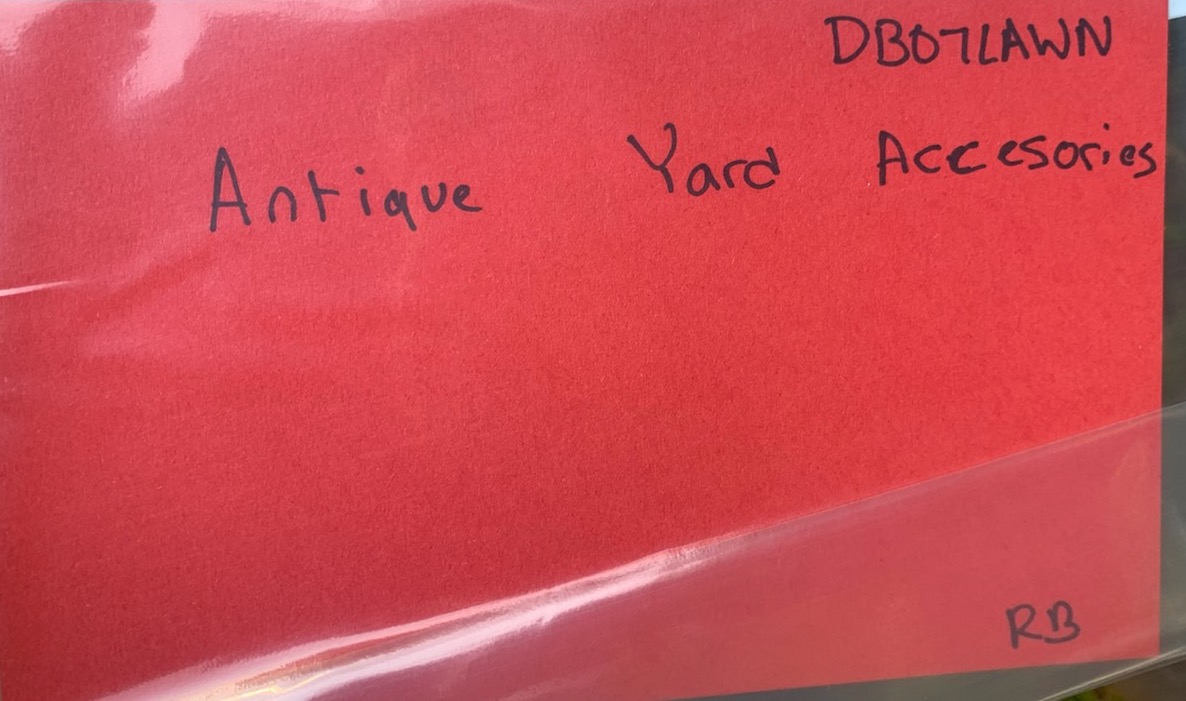 DB07LAWN
Antique Yard Accesories
RB